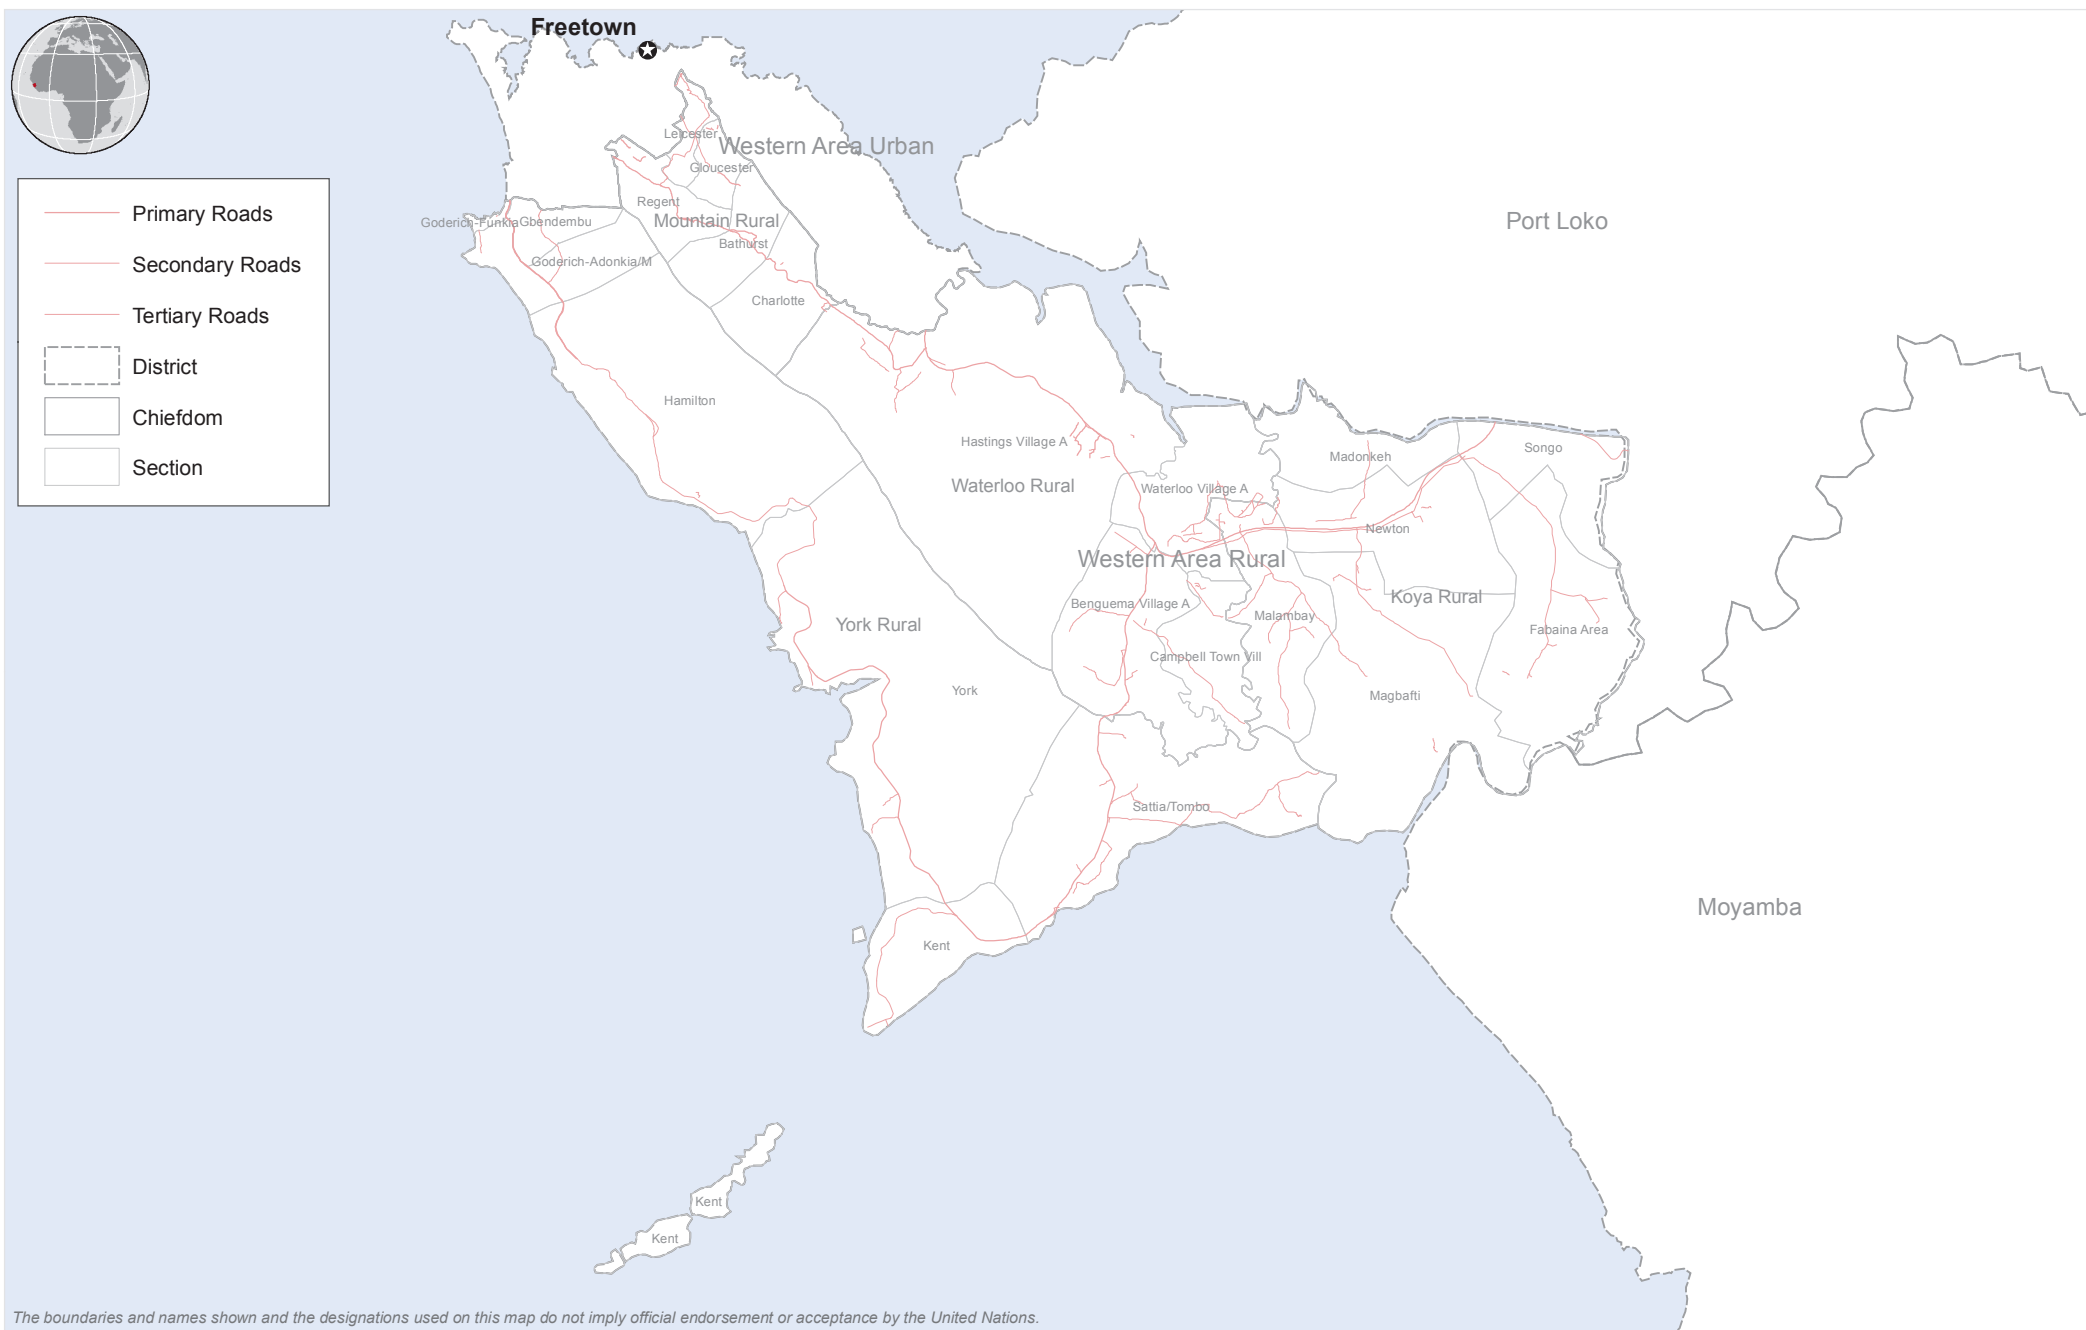 Freetown
Leicester
Western Area Urban
Gloucester
Primary Roads
Regent
Goderich-Funkia
Gbendembu
Mountain Rural
Port Loko
Bathurst
Secondary Roads
Goderich-Adonkia/M
Charlotte
Tertiary Roads
District
Hamilton
Chiefdom
Hastings Village A
Songo
Madonkeh
Section
Waterloo Rural
Waterloo Village A
Newton
Western Area Rural
Koya Rural
Benguema Village A
Malambay
York Rural
Fabaina Area
Campbell Town Vill
York
Magbafti
Sattia/Tombo
Moyamba
Kent
Kent
Kent
The boundaries and names shown and the designations used on this map do not imply official endorsement or acceptance by the United Nations.